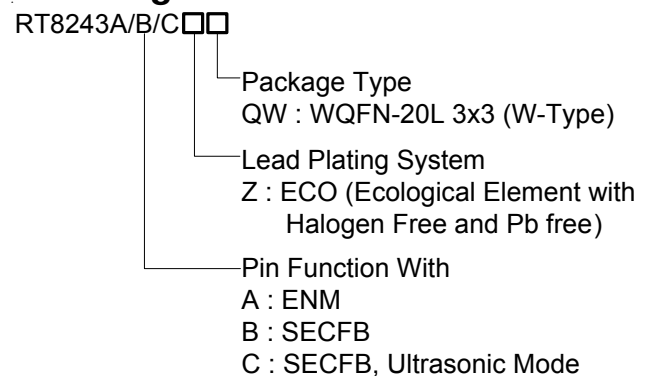 RT8243A/B/C□□
Package Type
QW : WQFN-20L 3x3 (W-Type)
Lead Plating System
Z : ECO (Ecological Element with
Halogen Free and Pb free)
Pin Function With
A : ENM
B : SECFB
C : SECFB, Ultrasonic Mode